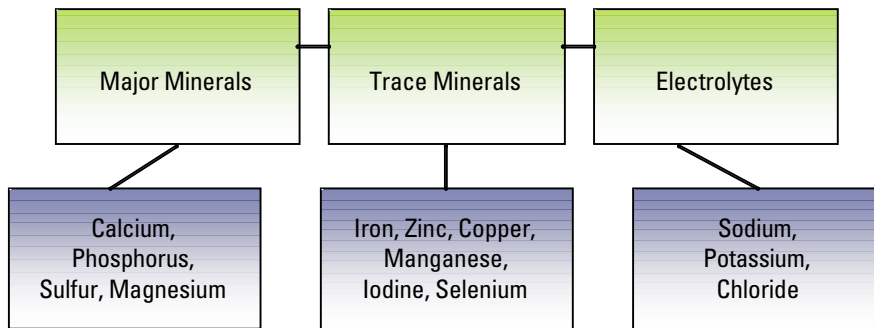 Major Minerals
Trace Minerals
Electrolytes
Calcium,
Phosphorus,
Sulfur, Magnesium
Iron, Zinc, Copper,
Manganese,
Iodine, Selenium
Sodium,
Potassium,
Chloride